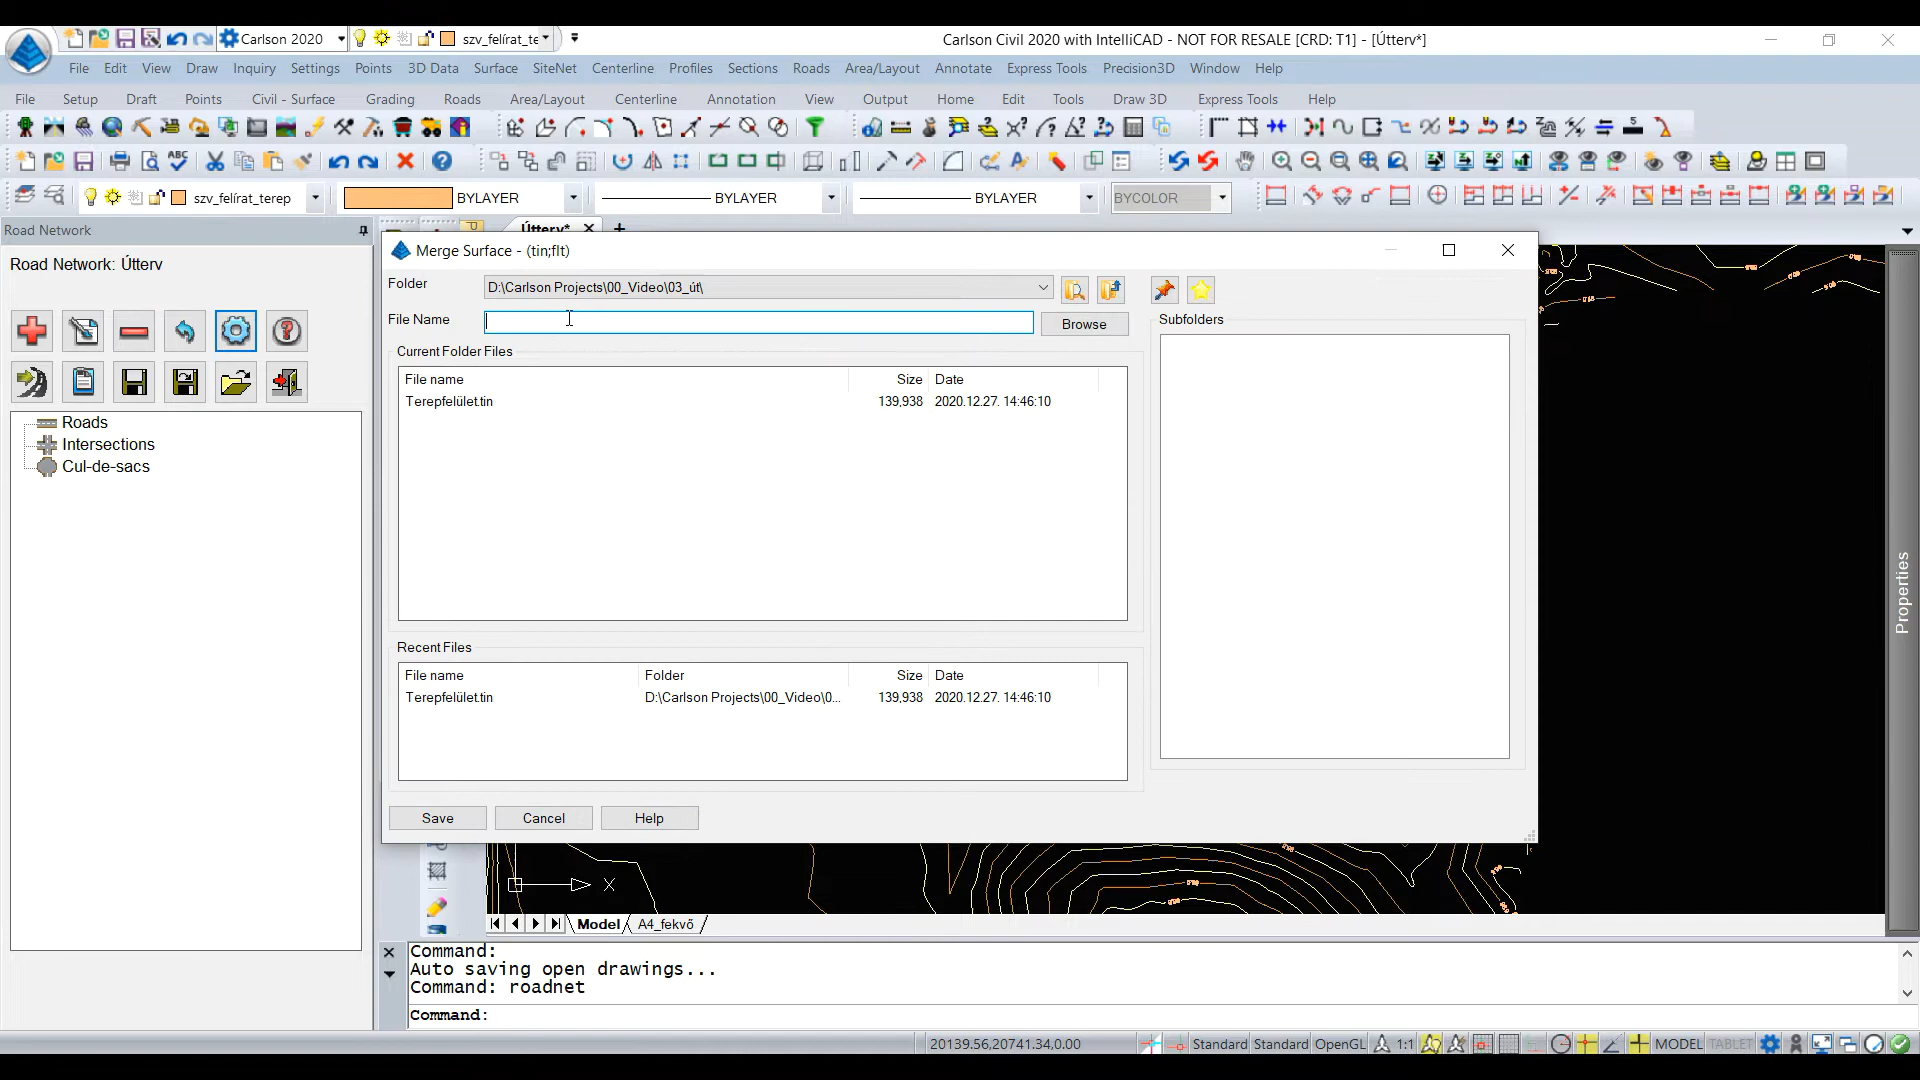 Carlson 2020
szv_felírat_te
Carlson Civil 2020 with IntelliCAD - NOT FOR RESALE [CRD: T1] - [Útterv*]
File Edit View Draw Inquiry Settings Points 3D Data Surface SiteNet Centerline Profiles Sections Roads Area/Layout Annotate Express Tools Precision3D Window Help
File Setup Draft Points Civil - Surface Grading Roads Area/Layout Centerline Annotation View Output Home Edit Tools Draw 3D Express Tools Help
szv_felírat_terep BYLAYER BYLAYER BYLAYER BYCOLOR
Road Network
Útterv*
Road Network: Útterv
Roads
Intersections
Cul-de-sacs
Merge Surface - (tin;flt)
Folder D:\Carlson Projects\00_Video\03_út\
File Name Browse
Subfolders
Current Folder Files
File name Size Date
Terepfelület.tin 139,938 2020.12.27. 14:46:10
Recent Files
File name Folder Size Date
Terepfelület.tin D:\Carlson Projects\00_Video\0... 139,938 2020.12.27. 14:46:10
Save Cancel Help
Properties
X
Model A4_fekvő
Command:
Auto saving open drawings...
Command: roadnet
Command:
20139.56,20741.34,0.00 Standard Standard OpenGL 1:1 MODEL TABLET